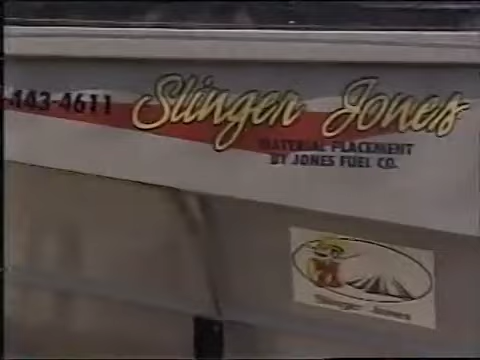 443-4611 Slinger Jones
MATERIAL PLACEMENT
BY JONES FUEL CO.
Slinger Jones